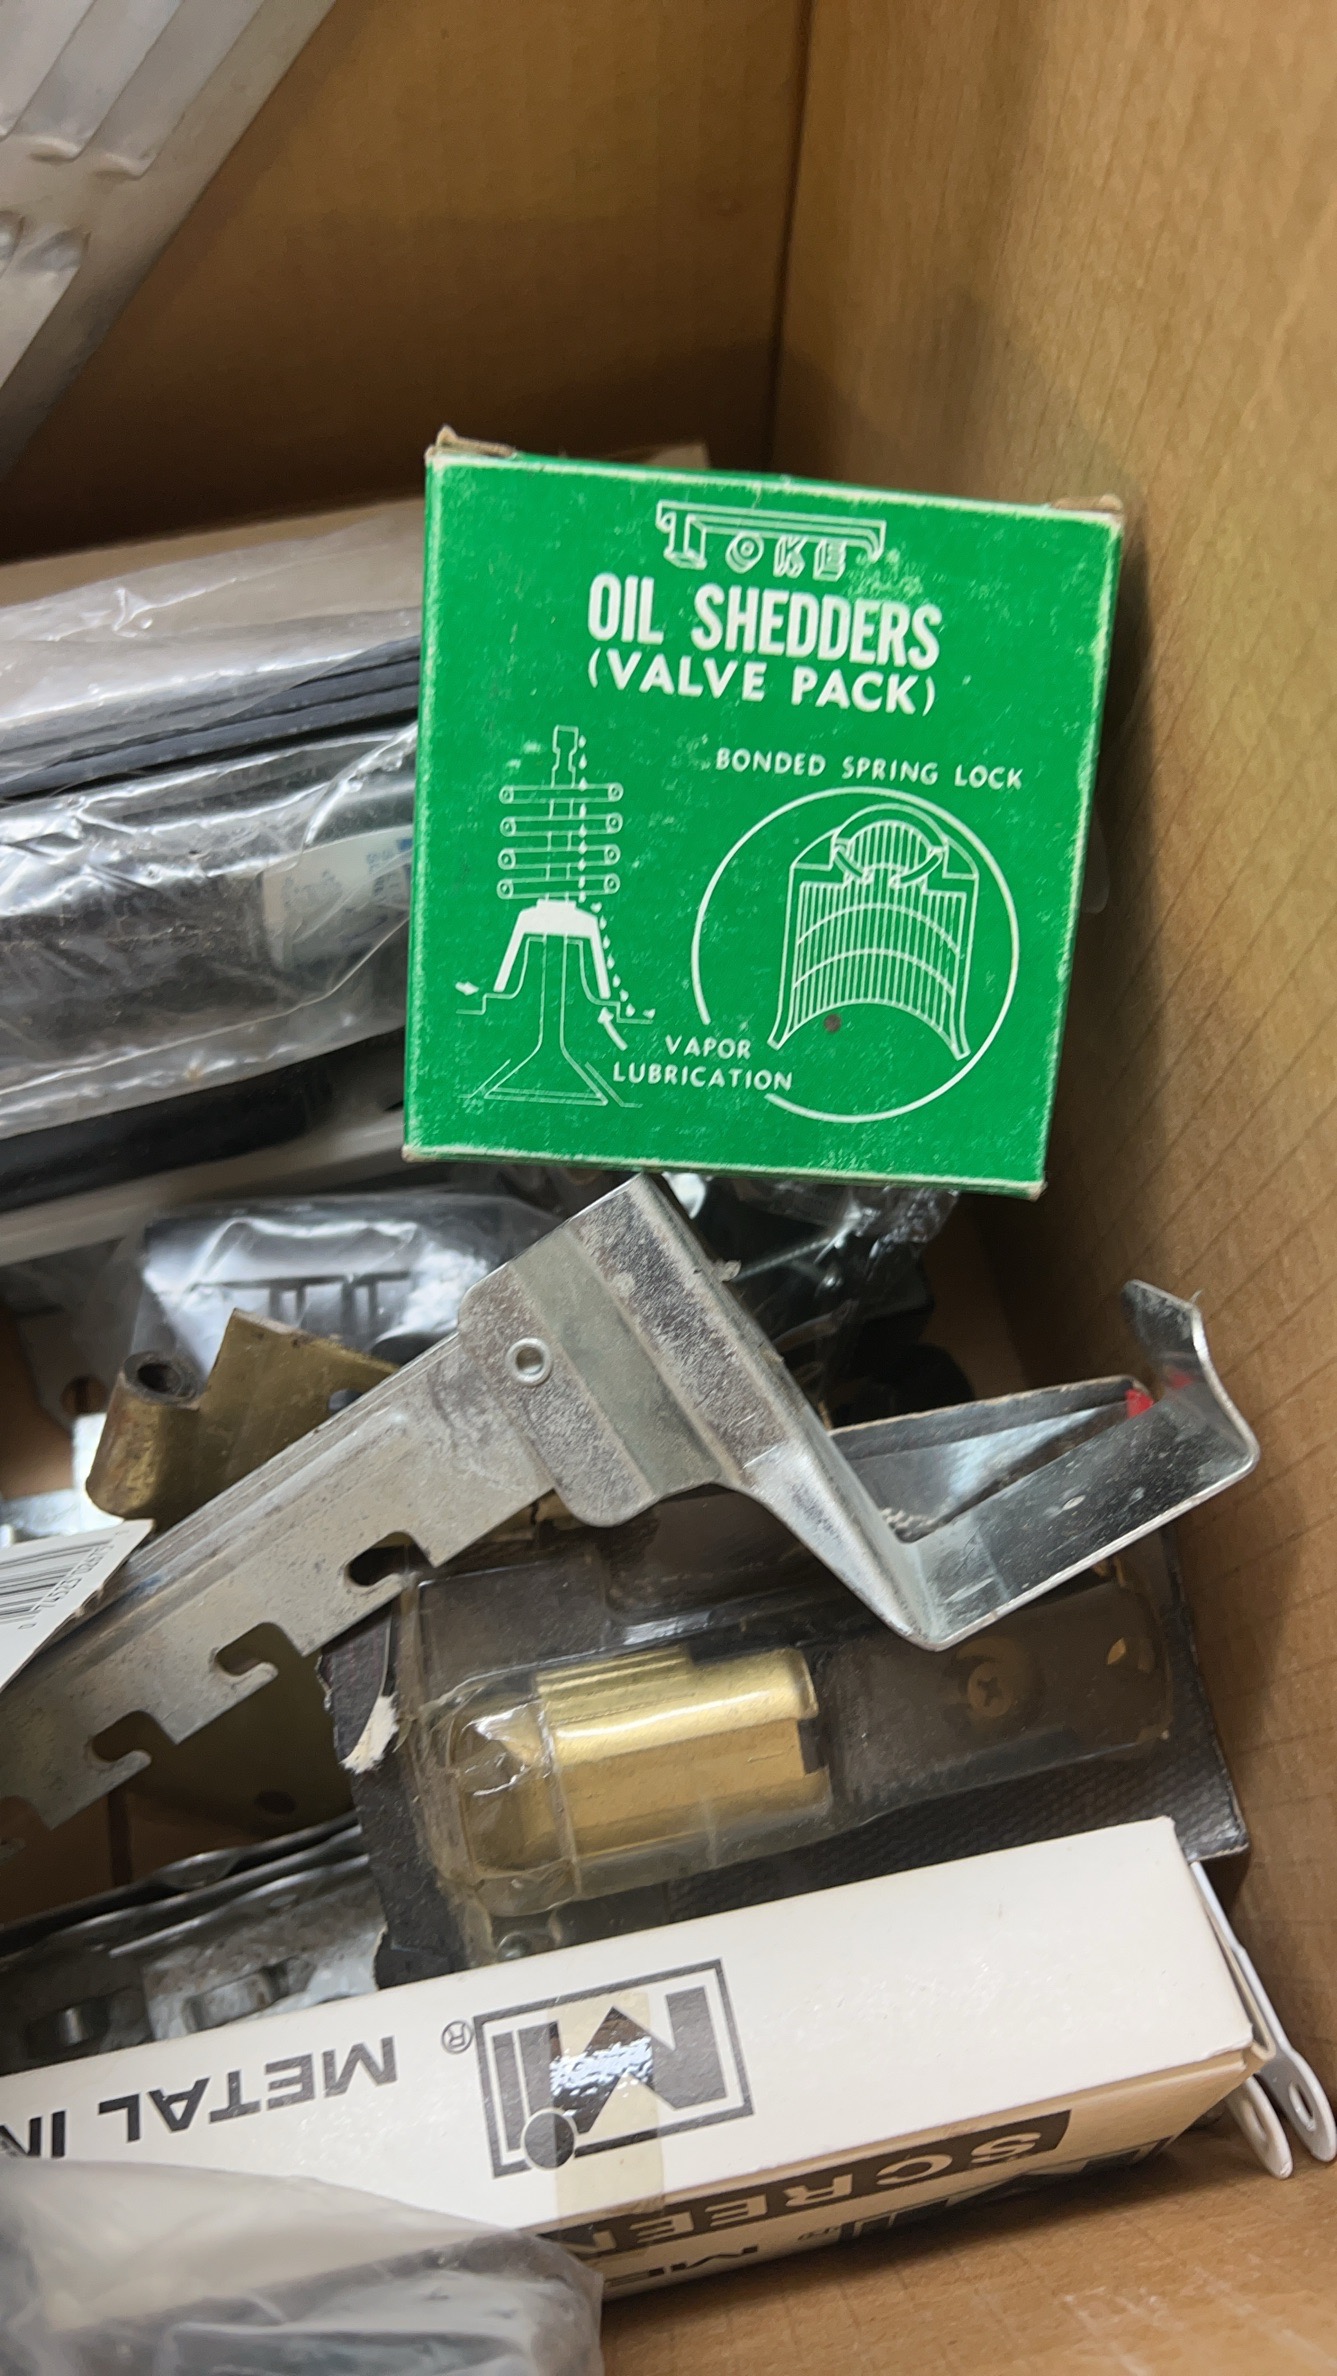 TOKE
OIL SHEDDERS
(VALVE PACK)
BONDED SPRING LOCK
VAPOR
LUBRICATION
METAL IN
®
SCREEN